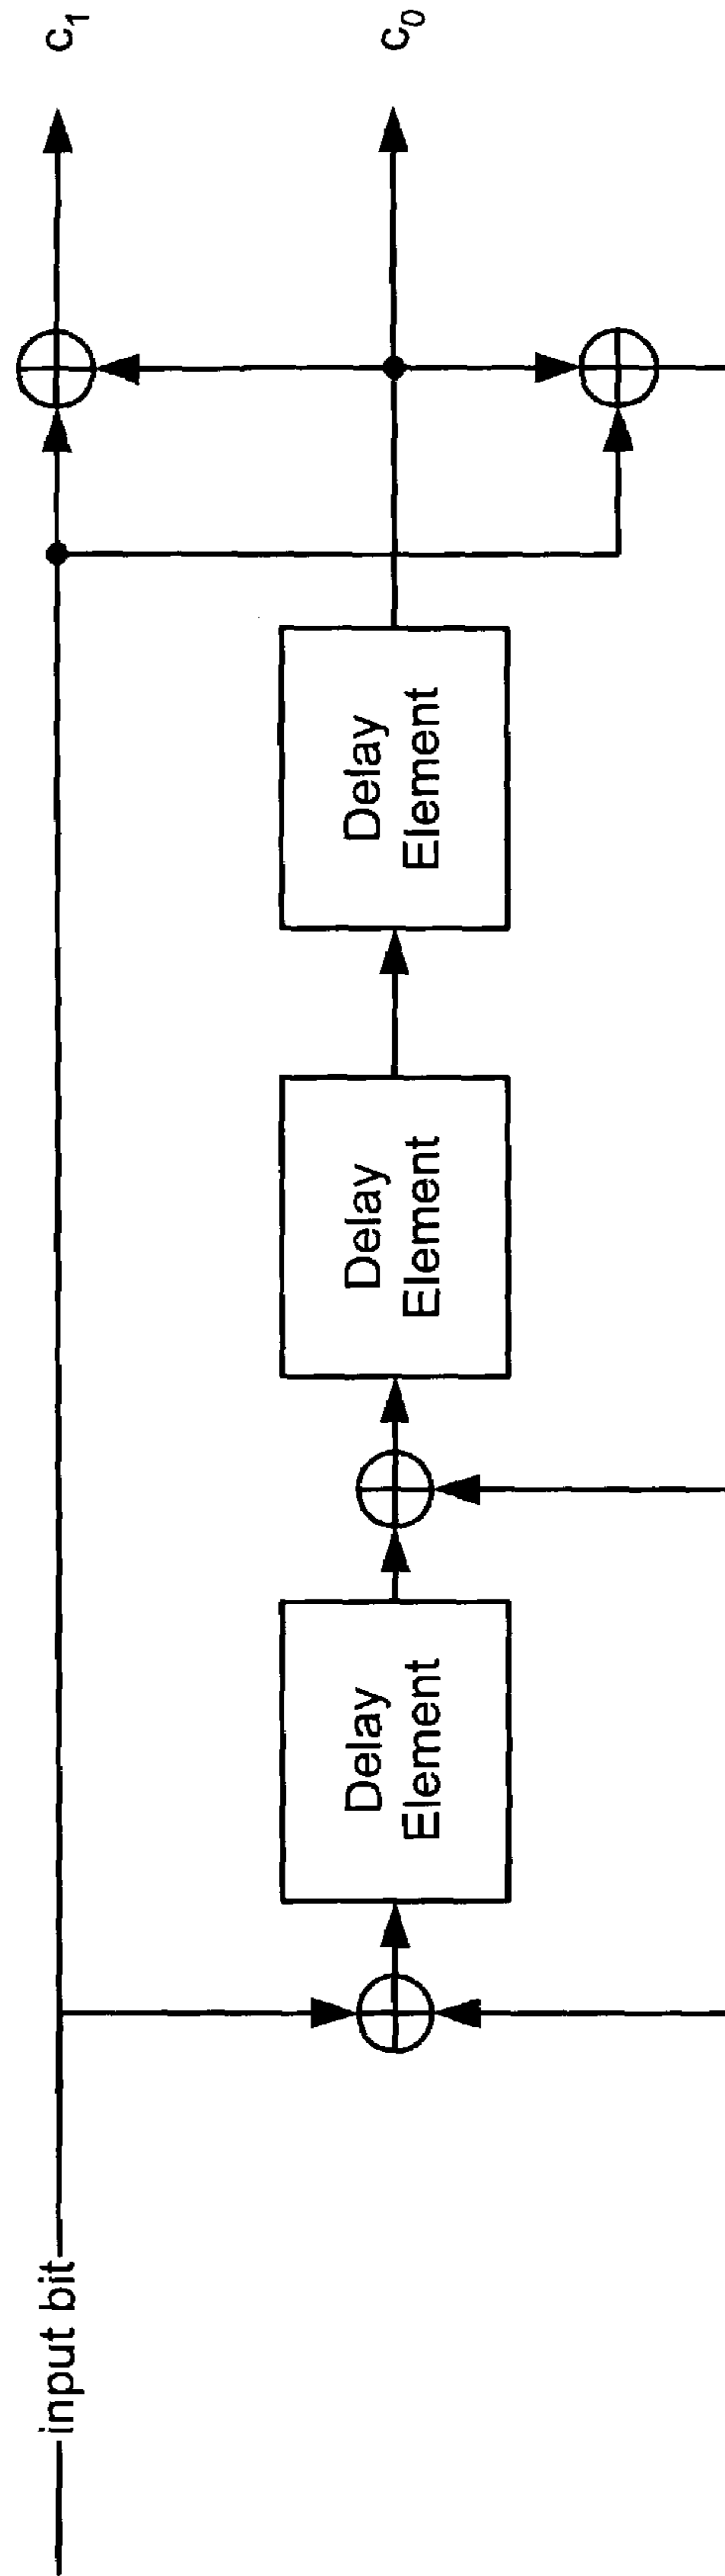 input bit
Delay
Element
Delay
Element
Delay
Element
c₁
c₀